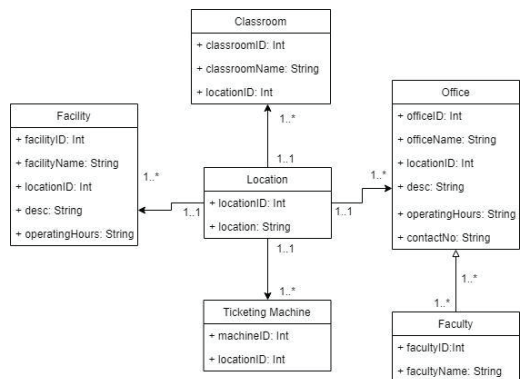 Classroom
+ classroomID: Int
+ classroomName: String
+ locationID: Int
1..*
1..1
Facility
+ facilityID: Int
+ facilityName: String
+ locationID: Int
+ desc: String
+ operatingHours: String
1..*
1..1
Location
+ locationID: Int
+ location: String
1..1
1..*
1..1
1..*
Office
+ officeID: Int
+ officeName: String
+ locationID: Int
+ desc: String
+ operatingHours: String
+ contactNo: String
1..*
1..*
Ticketing Machine
+ machineID: Int
+ locationID: Int
Faculty
+ facultyID:Int
+ facultyName: String